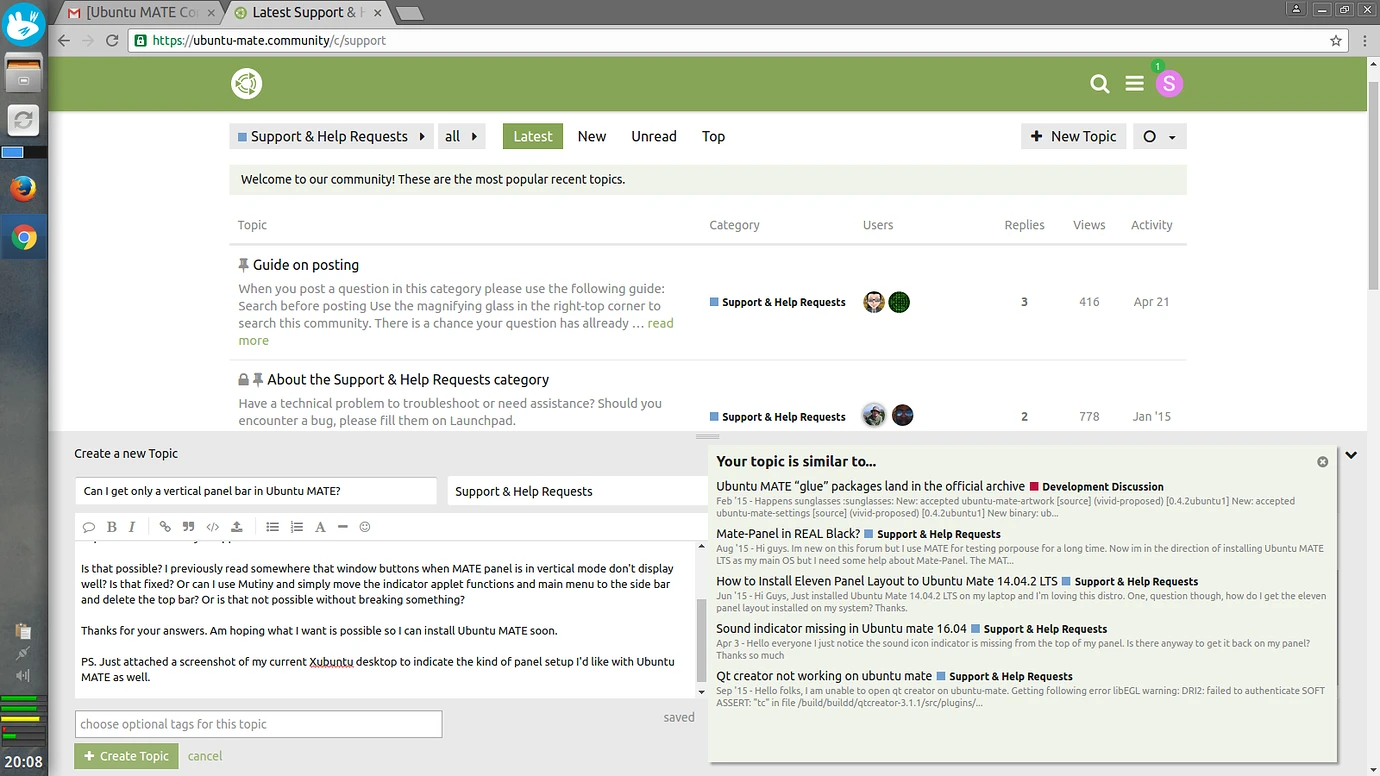 [Ubuntu MATE Co
Latest Support & H
https://ubuntu-mate.community/c/support
1
S
Support & Help Requests
all
Latest
New
Unread
Top
New Topic
Welcome to our community! These are the most popular recent topics.
Topic
Category
Users
Replies
Views
Activity
Guide on posting
When you post a question in this category please use the following guide:
Search before posting Use the magnifying glass in the right-top corner to
search this community. There is a chance your question has allready … read
more
Support & Help Requests
3
416
Apr 21
About the Support & Help Requests category
Have a technical problem to troubleshoot or need assistance? Should you
encounter a bug, please fill them on Launchpad.
Support & Help Requests
2
778
Jan '15
Create a new Topic
Can I get only a vertical panel bar in Ubuntu MATE?
Support & Help Requests
B I
A
Is that possible? I previously read somewhere that window buttons when MATE panel is in vertical mode don't display
well? Is that fixed? Or can I use Mutiny and simply move the indicator applet functions and main menu to the side bar
and delete the top bar? Or is that not possible without breaking something?
Thanks for your answers. Am hoping what I want is possible so I can install Ubuntu MATE soon.
PS. Just attached a screenshot of my current Xubuntu desktop to indicate the kind of panel setup I'd like with Ubuntu
MATE as well.
choose optional tags for this topic
saved
Create Topic
cancel
Your topic is similar to...
Ubuntu MATE “glue” packages land in the official archive Development Discussion
Feb '15 - Happens sunglasses :sunglasses: New: accepted ubuntu-mate-artwork [source] (vivid-proposed) [0.4.2ubuntu1] New: accepted
ubuntu-mate-settings [source] (vivid-proposed) [0.4.2ubuntu1] New binary: ub...
Mate-Panel in REAL Black? Support & Help Requests
Aug '15 - Hi guys. Im new on this forum but I use MATE for testing porpouse for a long time. Now im in the direction of installing Ubuntu MATE
LTS as my main OS but I need some help about Mate-Panel. The MAT...
How to Install Eleven Panel Layout to Ubuntu Mate 14.04.2 LTS Support & Help Requests
Jun '15 - Hi Guys, Just installed Ubuntu Mate 14.04.2 LTS on my laptop and I'm loving this distro. One, question though, how do I get the eleven
panel layout installed on my system? Thanks.
Sound indicator missing in Ubuntu mate 16.04 Support & Help Requests
Apr 3 - Hello everyone I just notice the sound icon indicator is missing from the top of my panel. Is there anyway to get it back on my panel?
Thanks so much
Qt creator not working on ubuntu mate Support & Help Requests
Sep '15 - Hello folks, I am unable to open qt creator on ubuntu-mate. Getting following error libEGL warning: DRI2: failed to authenticate SOFT
ASSERT: "tc" in file /build/buildd/qtcreator-3.1.1/src/plugins/...
20:08